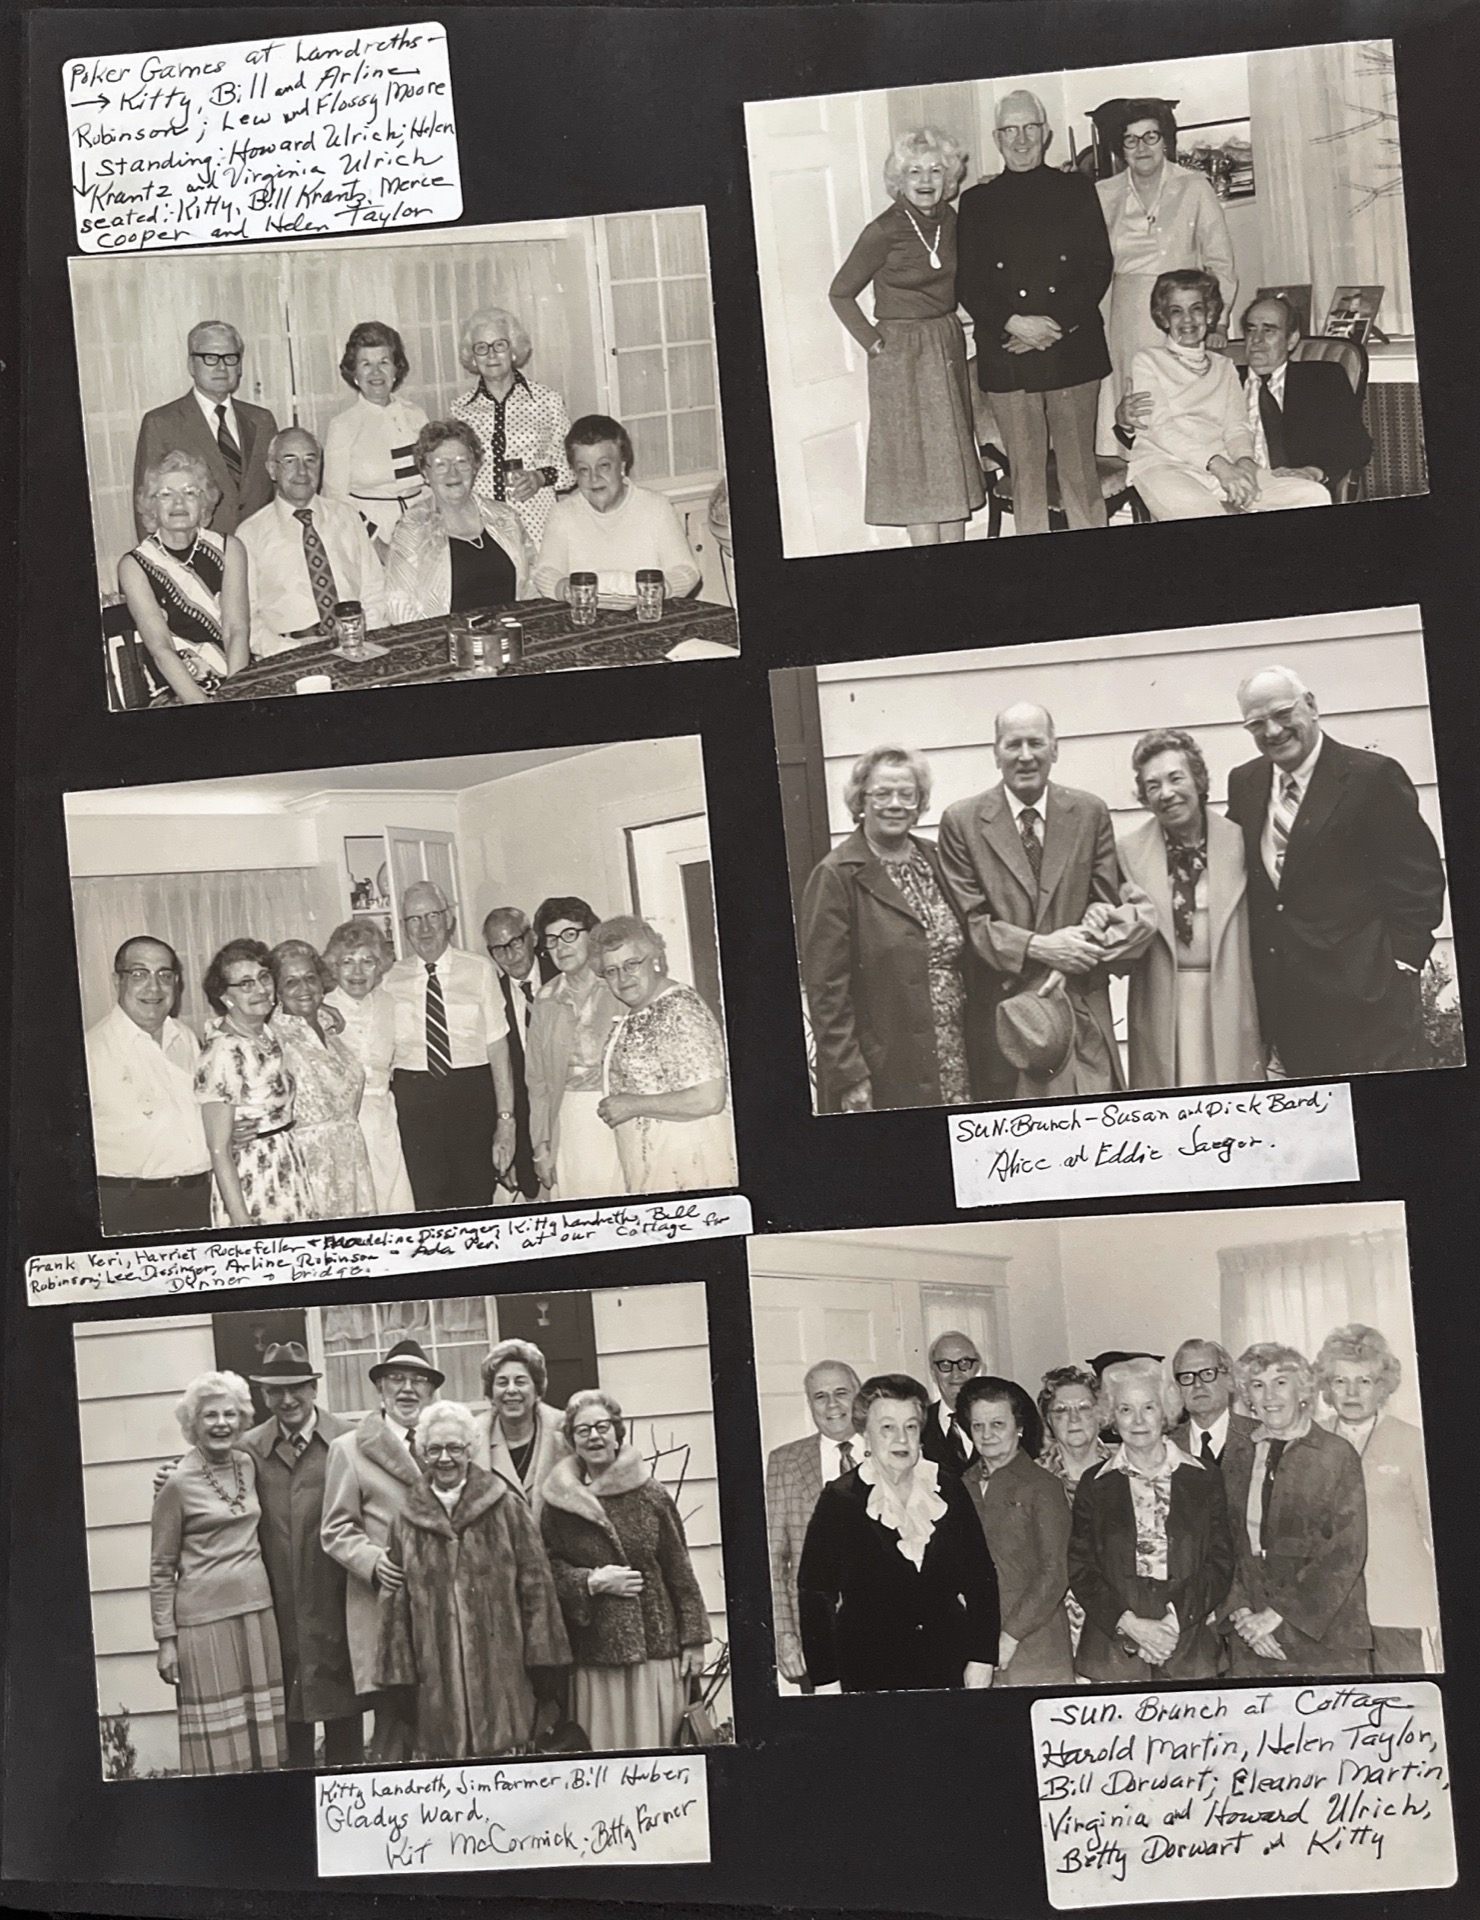 Poker Games at Landreths-
→ Kitty, Bill and Arline
Robinson; Lew and Flossy Moore
↓ Standing: Howard Ulrich; Helen
Krantz and Virginia Ulrich
seated: Kitty, Bill Krantz, Merce
Cooper and Helen Taylor
SUN. Brunch - Susan and Dick Bard;
Alice and Eddie Jaeger.
Frank Veri, Harriet Rockefeller + Madeline Dissinger, Kitty Landreth, Bill
Robinson; Lee Dissinger, Arline Robinson - Ada Veri at our Cottage for
Dinner + bridge.
Kitty Landreth, Jim Farmer, Bill Huber,
Gladys Ward.
Kit McCormick; Betty Farmer
SUN. Brunch at Cottage
Harold Martin, Helen Taylor,
Bill Dorwart; Eleanor Martin,
Virginia and Howard Ulrich,
Betty Dorwart and Kitty